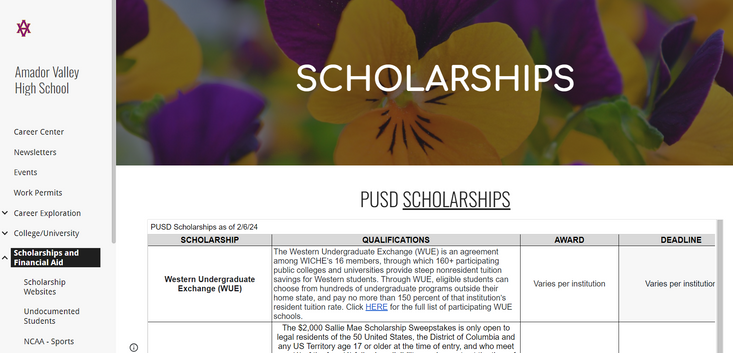 Amador Valley
High School
Career Center
Newsletters
Events
Work Permits
Career Exploration
College/University
Scholarships and
Financial Aid
Scholarship
Websites
Undocumented
Students
NCAA - Sports
SCHOLARSHIPS
PUSD SCHOLARSHIPS
PUSD Scholarships as of 2/6/24
SCHOLARSHIP QUALIFICATIONS AWARD DEADLINE
Western Undergraduate
Exchange (WUE)
The Western Undergraduate Exchange (WUE) is an agreement
among WICHE's 16 members, through which 160+ participating
public colleges and universities provide steep nonresident tuition
savings for Western students. Through WUE, eligible students can
choose from hundreds of undergraduate programs outside their
home state, and pay no more than 150 percent of that institution's
resident tuition rate. Click HERE for the full list of participating WUE
schools.
Varies per institution
Varies per institution
The $2,000 Sallie Mae Scholarship Sweepstakes is only open to
legal residents of the 50 United States, the District of Columbia and
any US Territory age 17 or older at the time of entry, and who meet